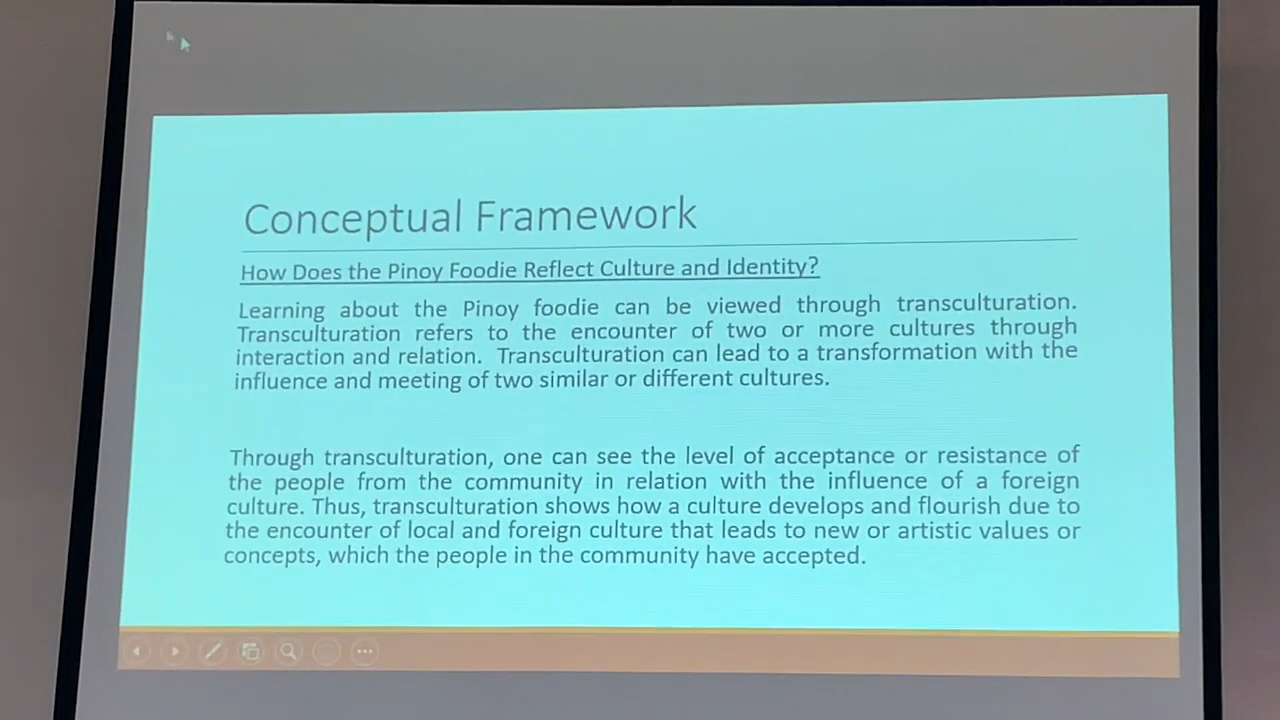 Conceptual Framework
How Does the Pinoy Foodie Reflect Culture and Identity?
Learning about the Pinoy foodie can be viewed through transculturation.
Transculturation refers to the encounter of two or more cultures through
interaction and relation. Transculturation can lead to a transformation with the
influence and meeting of two similar or different cultures.
Through transculturation, one can see the level of acceptance or resistance of
the people from the community in relation with the influence of a foreign
culture. Thus, transculturation shows how a culture develops and flourish due to
the encounter of local and foreign culture that leads to new or artistic values or
concepts, which the people in the community have accepted.